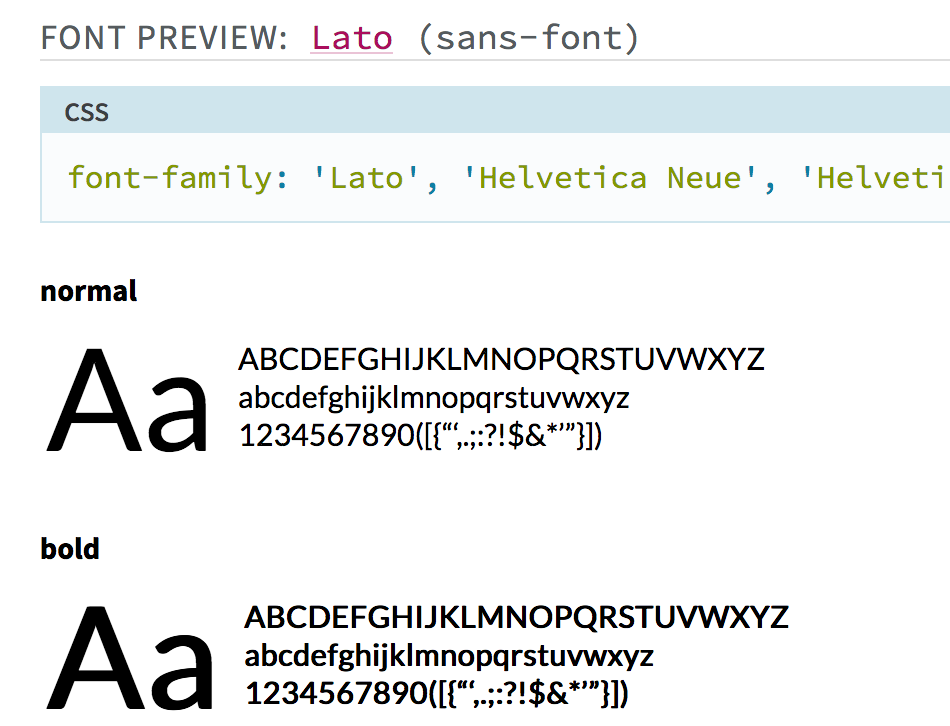 FONT PREVIEW: Lato (sans-font)
CSS
font-family: 'Lato', 'Helvetica Neue', 'Helveti
normal
Aa
ABCDEFGHIJKLMNOPQRSTUVWXYZ
abcdefghijklmnopqrstuvwxyz
1234567890([{“‘,.;:?!$&*’”}])
bold
Aa
ABCDEFGHIJKLMNOPQRSTUVWXYZ
abcdefghijklmnopqrstuvwxyz
1234567890([{“‘,.;:?!$&*’”}])